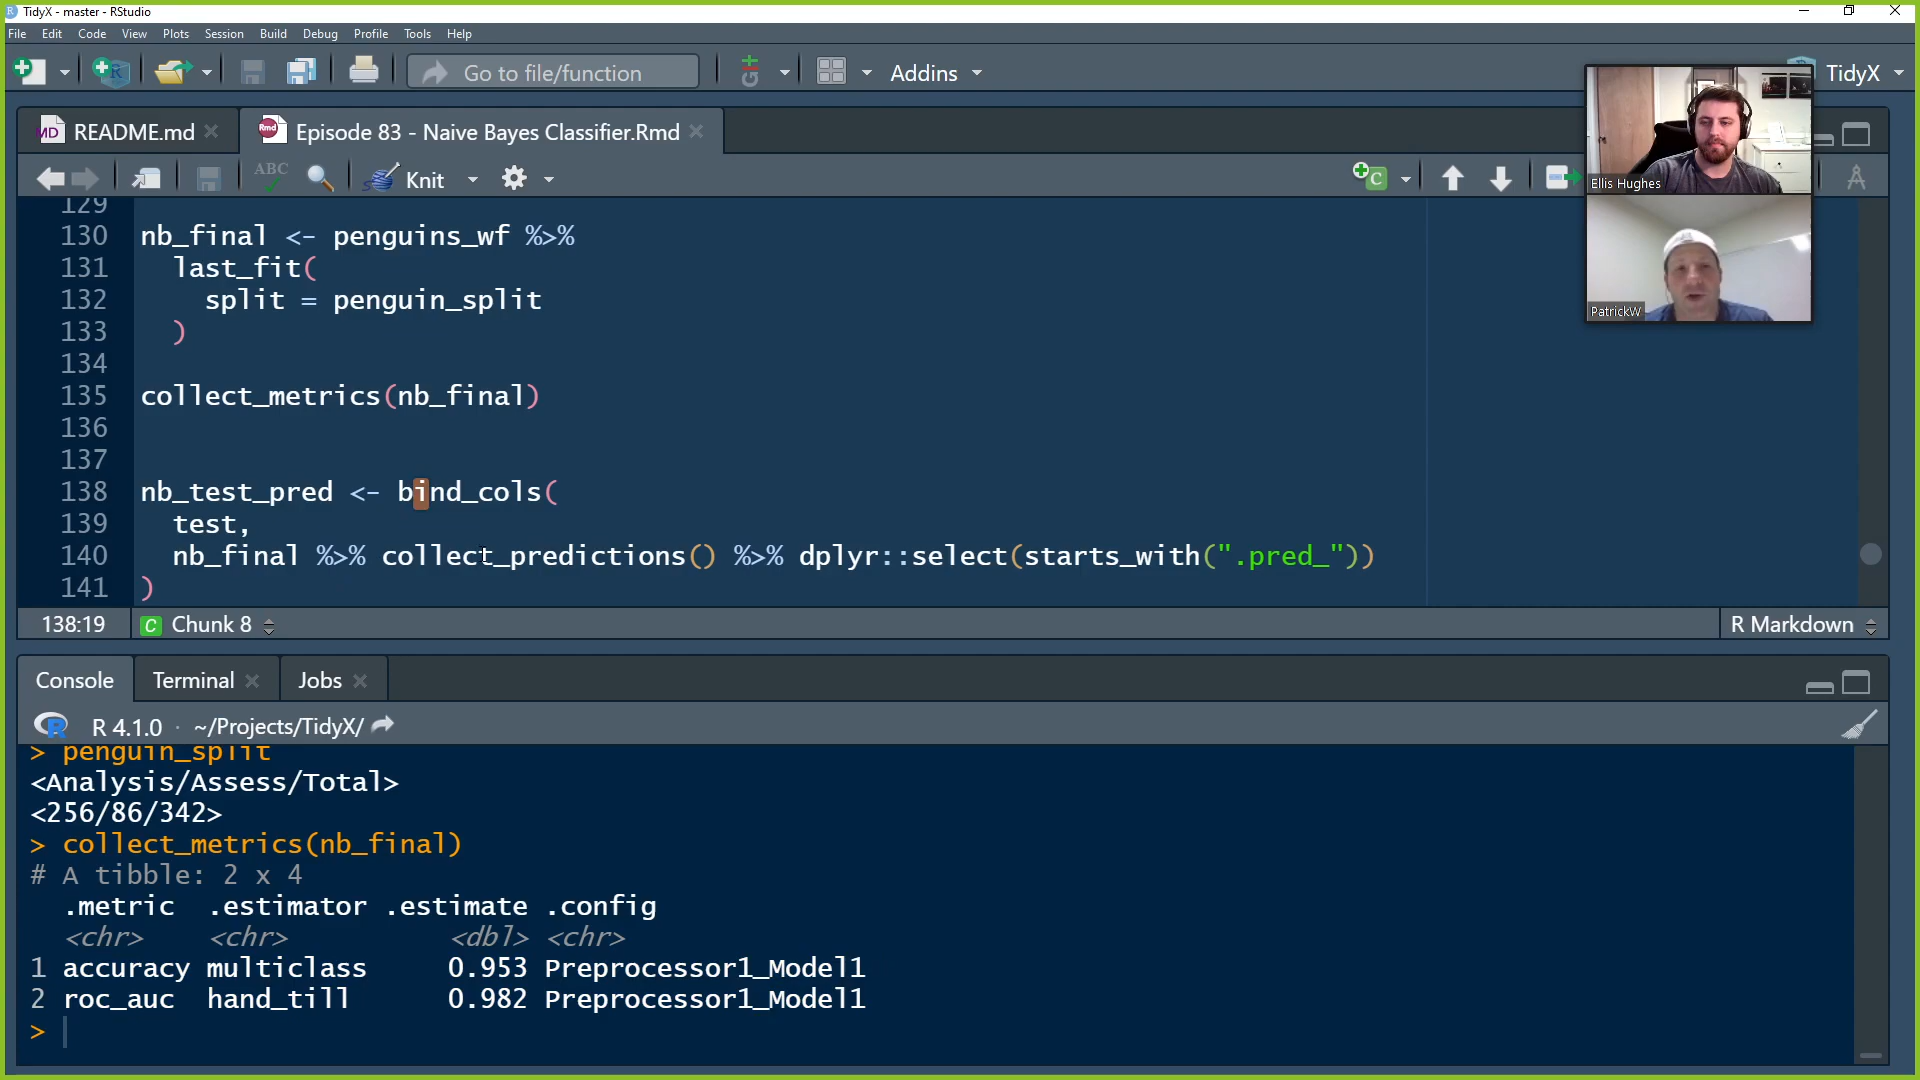 TidyX - master - RStudio
File Edit Code View Plots Session Build Debug Profile Tools Help
Go to file/function Addins TidyX
README.md Episode 83 - Naive Bayes Classifier.Rmd
ABC Knit
Ellis Hughes
PatrickW
129
130 nb_final <- penguins_wf %>%
131 last_fit(
132 split = penguin_split
133 )
134
135 collect_metrics(nb_final)
136
137
138 nb_test_pred <- bind_cols(
139 test,
140 nb_final %>% collect_predictions() %>% dplyr::select(starts_with(".pred_"))
141 )
138:19 C Chunk 8 R Markdown
Console Terminal Jobs
R 4.1.0 · ~/Projects/TidyX/
> penguin_split
<Analysis/Assess/Total>
<256/86/342>
> collect_metrics(nb_final)
# A tibble: 2 x 4
.metric .estimator .estimate .config
<chr> <chr> <dbl> <chr>
1 accuracy multiclass 0.953 Preprocessor1_Model1
2 roc_auc hand_till 0.982 Preprocessor1_Model1
>